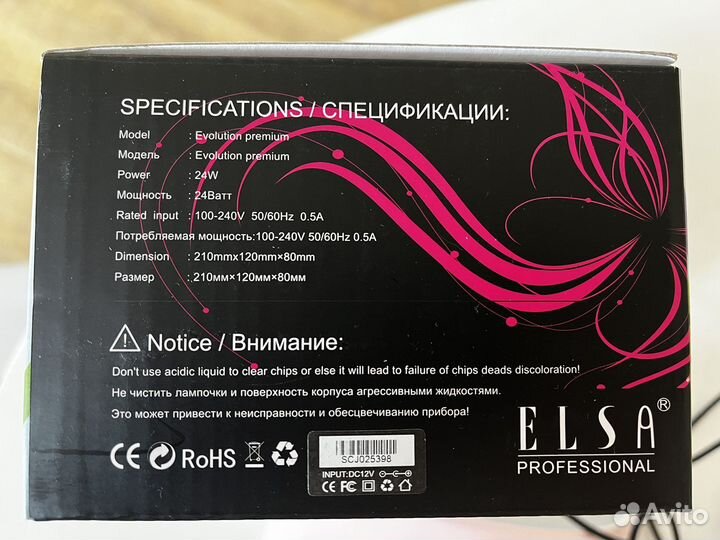 SPECIFICATIONS / СПЕЦИФИКАЦИИ:
Model : Evolution premium
Модель : Evolution premium
Power : 24W
Мощность : 24Ватт
Rated input : 100-240V 50/60Hz 0.5A
Потребляемая мощность:100-240V 50/60Hz 0.5A
Dimension : 210mm×120mm×80mm
Размер : 210мм×120мм×80мм
Notice / Внимание:
Don't use acidic liquid to clear chips or else it will lead to failure of chips deads discoloration!
Не чистить лампочки и поверхность корпуса агрессивными жидкостями.
Это может привести к неисправности и обесцвечиванию прибора!
CE RoHS
SCJ025398
INPUT:DC12V
FC CE
ELSA®
PROFESSIONAL
Avito